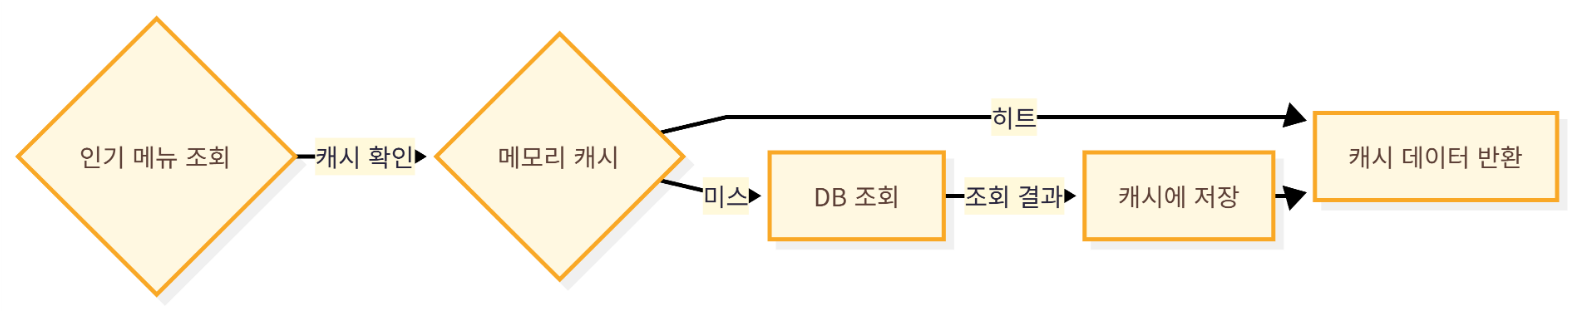 인기 메뉴 조회
캐시 확인
메모리 캐시
히트
미스
DB 조회
조회 결과
캐시에 저장
캐시 데이터 반환